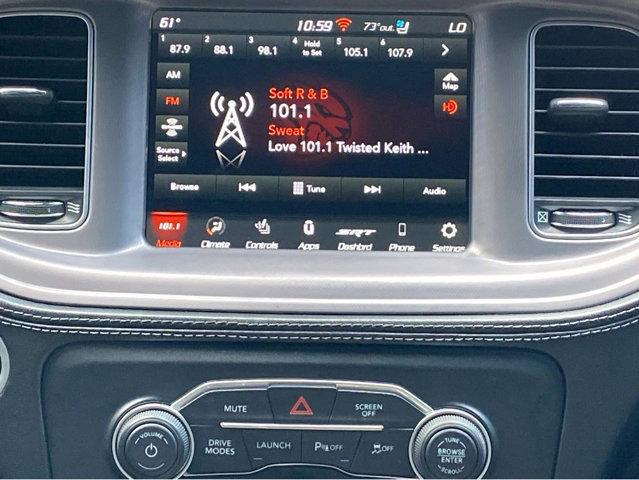 61° 10:59 73°out. LO
1 87.9 2 88.1 3 98.1 4 Hold to Set 5 105.1 6 107.9
AM
FM
Source Select
Soft R & B
101.1
Sweat
Love 101.1 Twisted Keith ...
Map
HD
Browse Tune Audio
101.1 Media Climate Controls Apps SRT Dashbrd Phone Settings
MUTE SCREEN OFF
VOLUME DRIVE MODES LAUNCH P OFF OFF TUNE BROWSE ENTER SCROLL